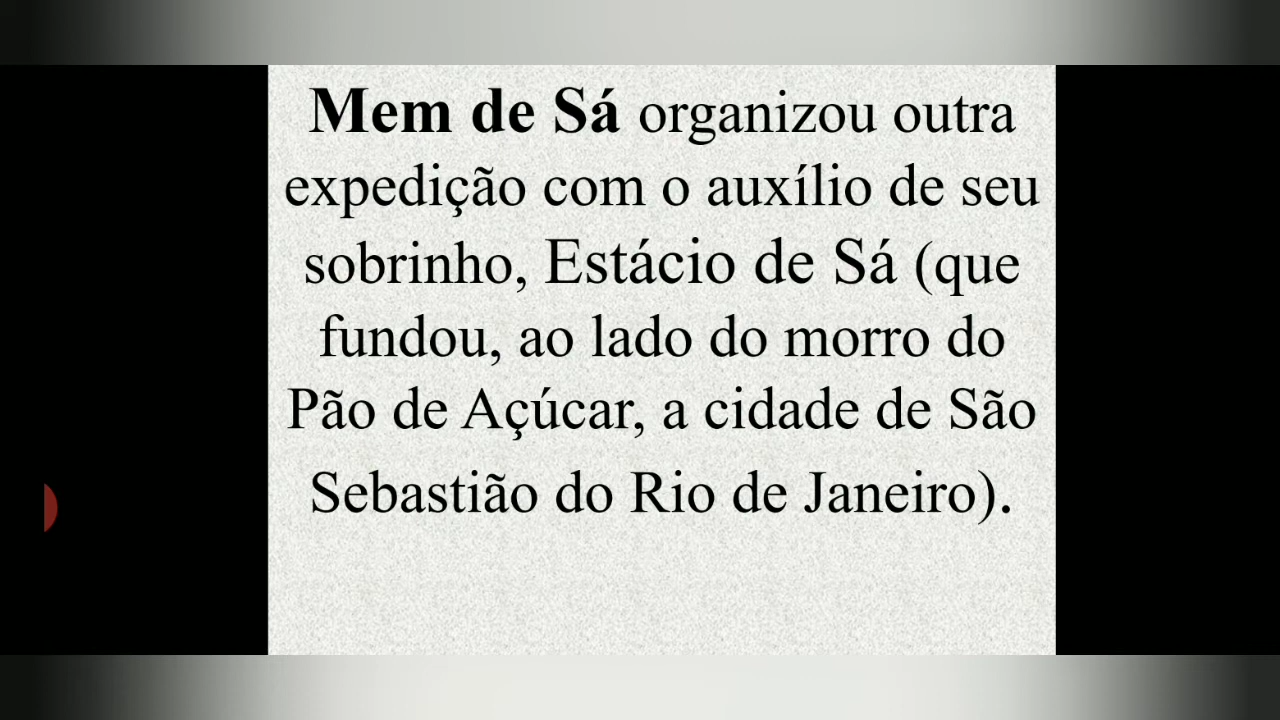 Mem de Sá organizou outra
expedição com o auxílio de seu
sobrinho, Estácio de Sá (que
fundou, ao lado do morro do
Pão de Açúcar, a cidade de São
Sebastião do Rio de Janeiro).